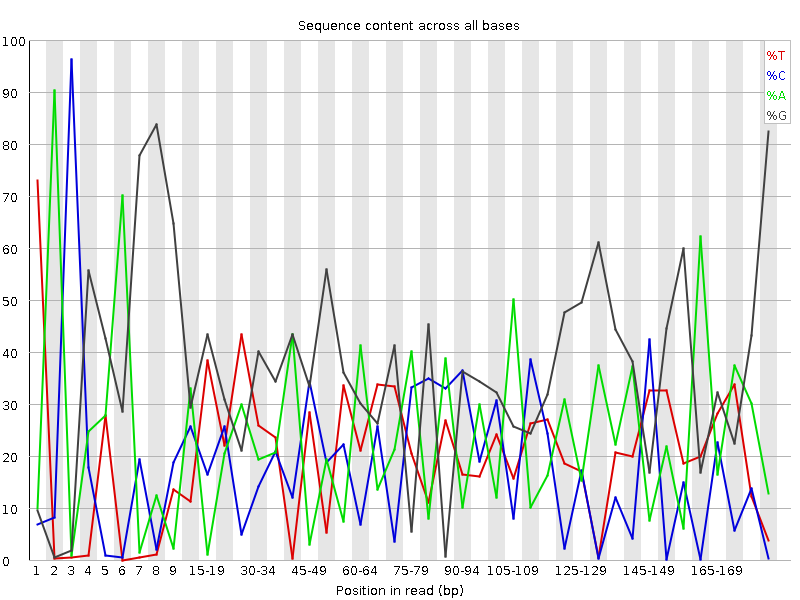 Sequence content across all bases
%T
%C
%A
%G
100
90
80
70
60
50
40
30
20
10
0
1 2 3 4 5 6 7 8 9 15-19 30-34 45-49 60-64 75-79 90-94 105-109 125-129 145-149 165-169
Position in read (bp)